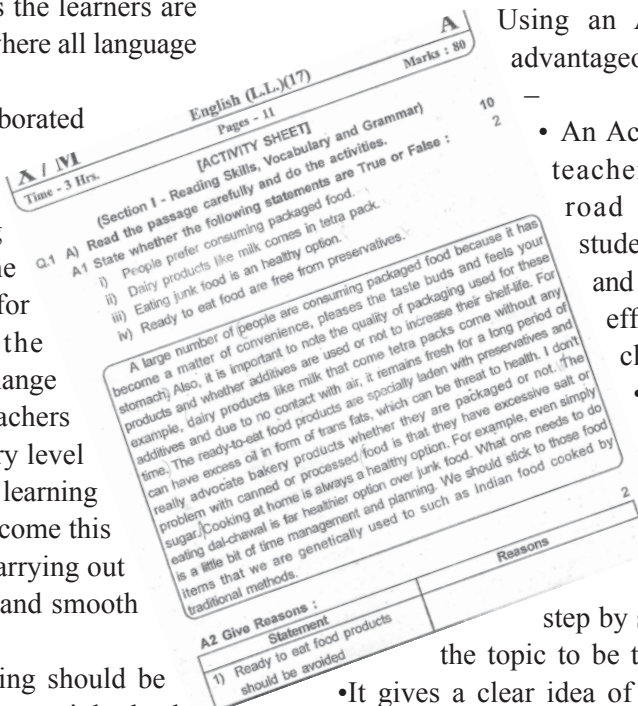 s the learners are
where all language
borated
g
ne
for
the
ange
achers
ry level
learning
come this
arrying out
and smooth
ing should be
A / M
A
Time - 3 Hrs.
English (L.L.)(17)
Pages - 11
Marks : 80
[ACTIVITY SHEET]
(Section I - Reading Skills, Vocabulary and Grammar)
Q.1 A) Read the passage carefully and do the activities. 10
A1 State whether the following statements are True or False : 2
i) People prefer consuming packaged food.
ii) Dairy products like milk comes in tetra pack.
iii) Eating junk food is an healthy option.
iv) Ready to eat food are free from preservatives.
A large number of people are consuming packaged food because it has
become a matter of convenience, pleases the taste buds and feels your
stomach) Also, it is important to note the quality of packaging used for these
products and whether additives are used or not to increase their shelf-life. For
example, dairy products like milk that come tetra packs come without any
additives and due to no contact with air, it remains fresh for a long period of
time. The ready-to-eat food products are specially laden with preservatives and
can have excess oil in form of trans fats, which can be threat to health. I don't
really advocate bakery products whether they are packaged or not. (The
problem with canned or processed food is that they have excessive salt or
sugar. Cooking at home is always a healthy option. For example, even simply
eating dal-chawal is far healthier option over junk food. What one needs to do
is a little bit of time management and planning. We should stick to those food
items that we are genetically used to such as Indian food cooked by
traditional methods.
A2 Give Reasons : 2
Statement
Reasons
1) Ready to eat food products
should be avoided
Using an A
advantageo
–
• An Ac
teacher
road
stude
and
eff
cl
•
step by s
the topic to be t
•It gives a clear idea of